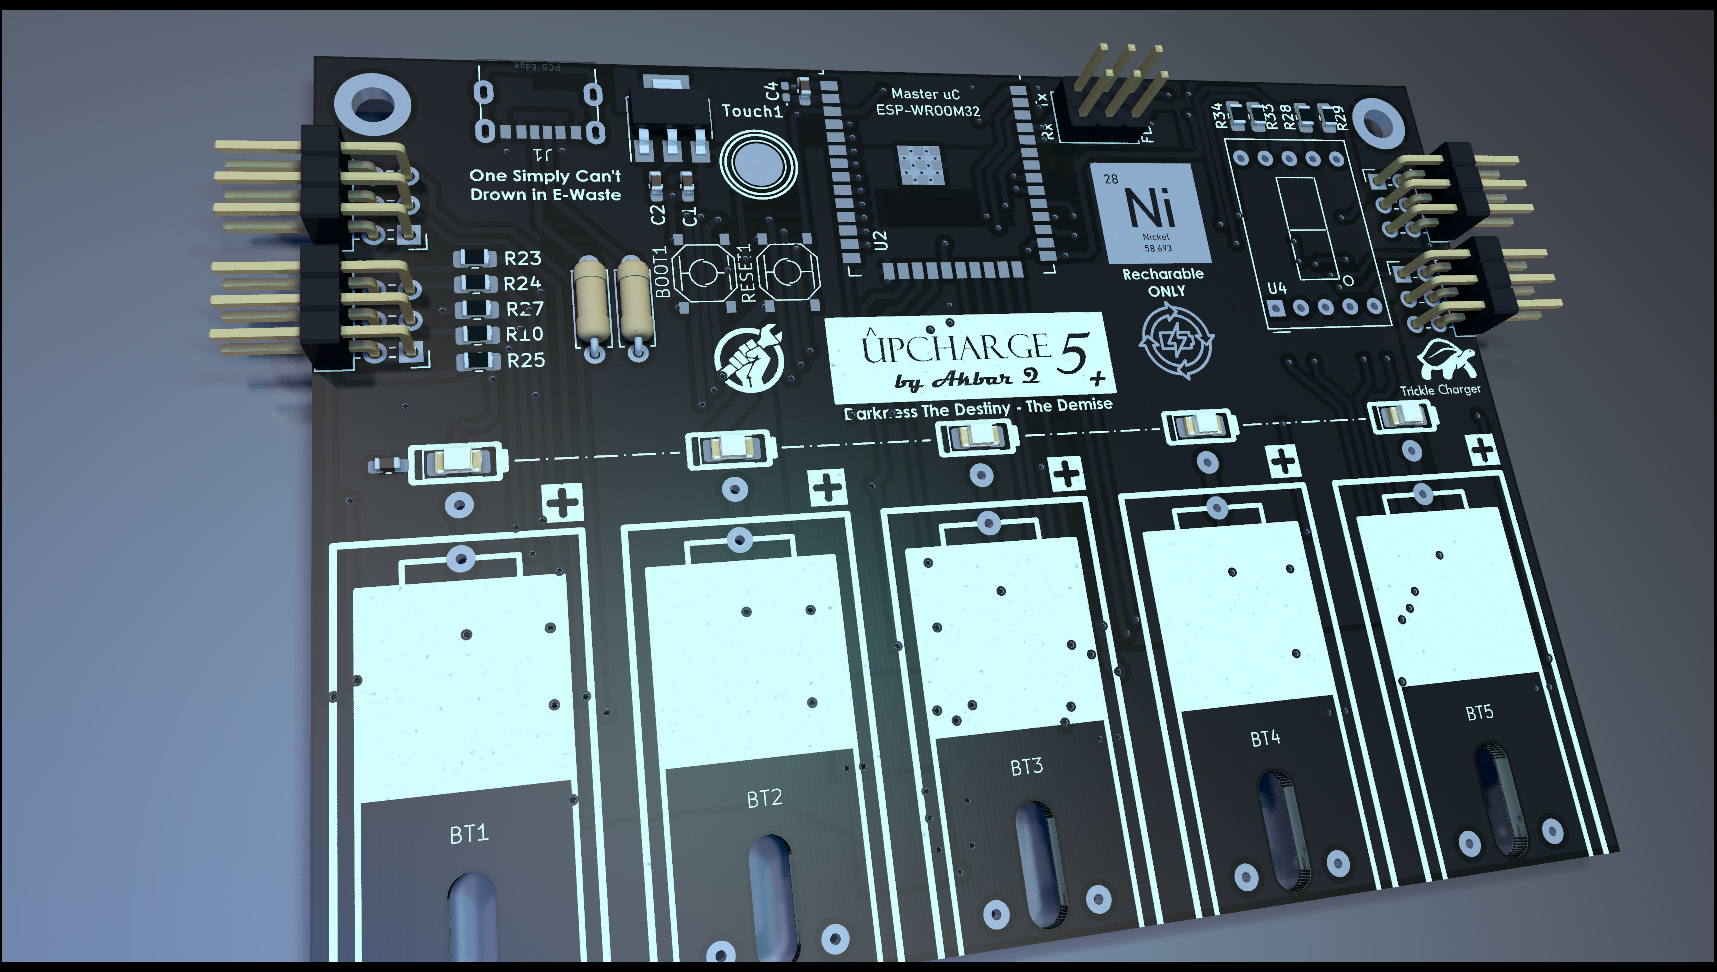 PCB Edge
J1
One Simply Can't
Drown in E-Waste
C2
C1
Touch1
C4
Master uC
ESP-WROOM32
U2
Tx
Rx
28
Ni
Nickel
58.693
Recharable
ONLY
R34
R33
R28
R29
U4
Trickle Charger
R23
R24
R27
R10
R25
BOOT1
RESET1
ÛPCHARGE 5
by Akbar 2
+
Darkness The Destiny - The Demise
+
+
+
+
+
BT1
BT2
BT3
BT4
BT5